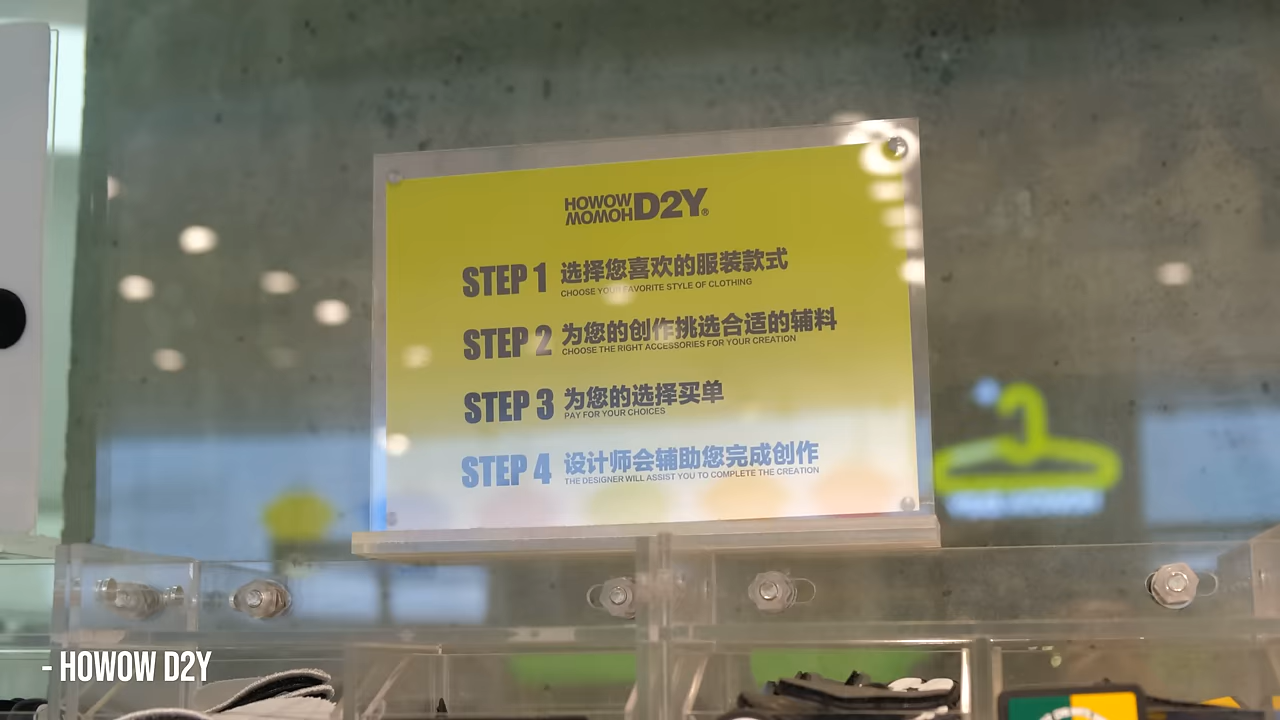 HOWOW
HOWOW
D2Y®
STEP 1 选择您喜欢的服装款式
CHOOSE YOUR FAVORITE STYLE OF CLOTHING
STEP 2 为您的创作挑选合适的辅料
CHOOSE THE RIGHT ACCESSORIES FOR YOUR CREATION
STEP 3 为您的选择买单
PAY FOR YOUR CHOICES
STEP 4 设计师会辅助您完成创作
THE DESIGNER WILL ASSIST YOU TO COMPLETE THE CREATION
- HOWOW D2Y